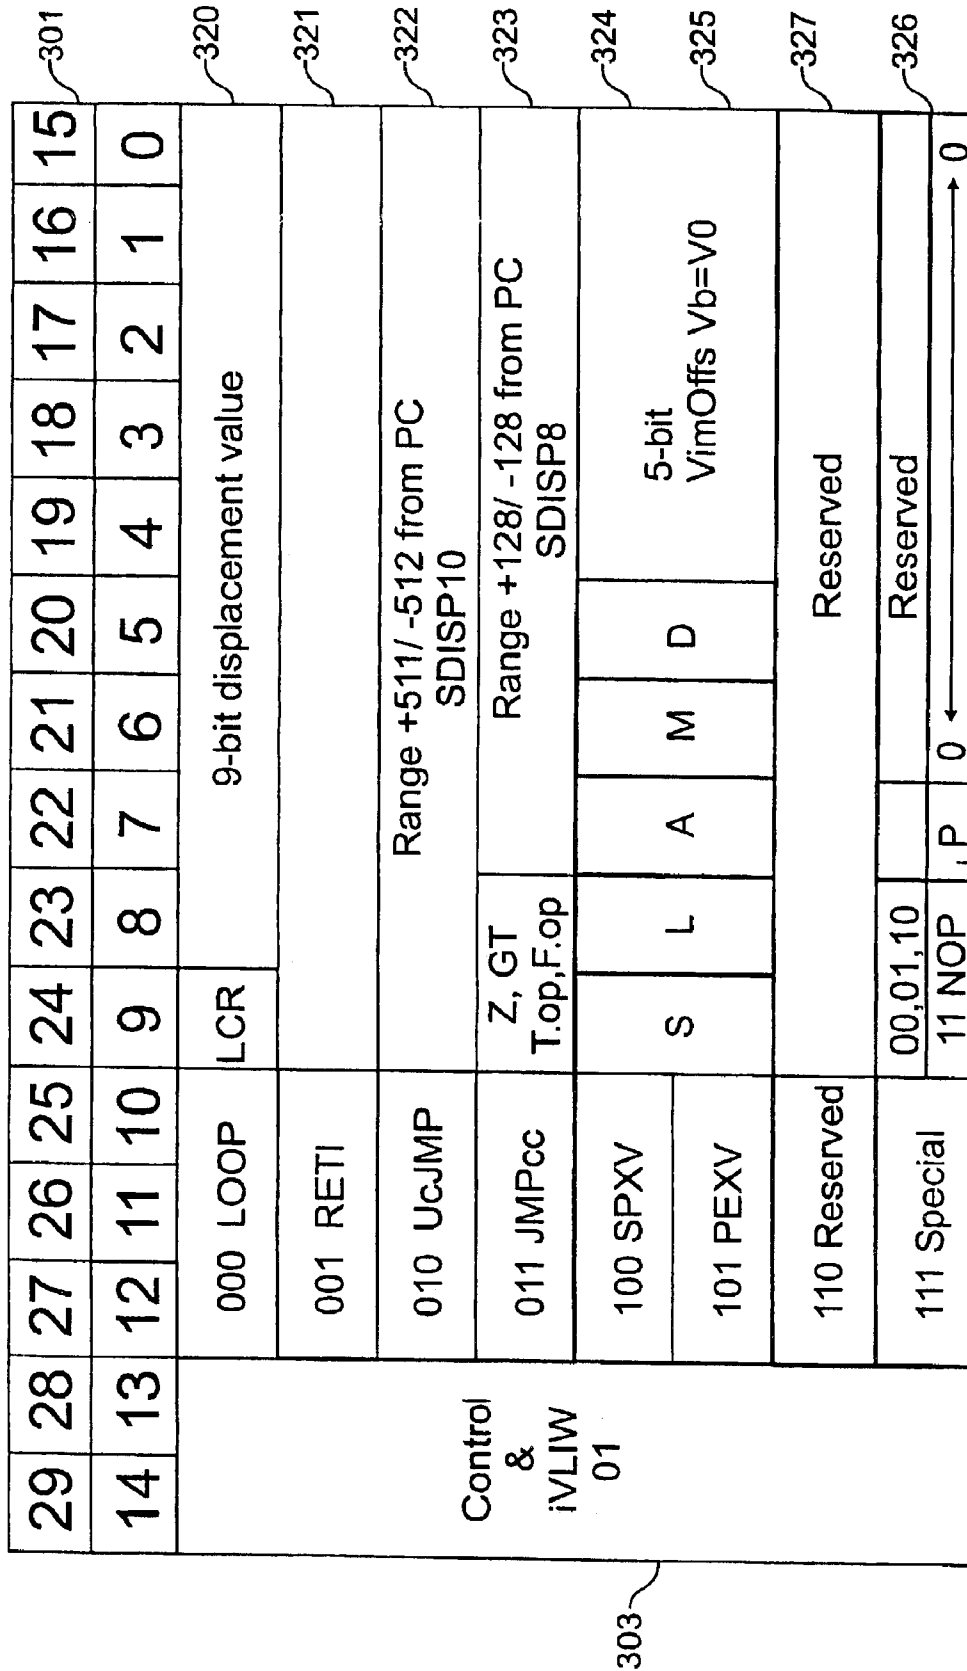 29 28 27 26 25 24 23 22 21 20 19 18 17 16 15 301
14 13 12 11 10 9 8 7 6 5 4 3 2 1 0
303
Control
&
iVLIW
01
000 LOOP LCR 9-bit displacement value 320
001 RETI 321
010 UcJMP Range +511/ -512 from PC 322
SDISP10
011 JMPcc Z, GT Range +128/ -128 from PC 323
T.op,F.op SDISP8
100 SPXV 324
S L A M D 5-bit
VimOffs Vb=V0
101 PEXV 325
110 Reserved Reserved 327
111 Special 00,01,10 Reserved 326
11 NOP P 0 0